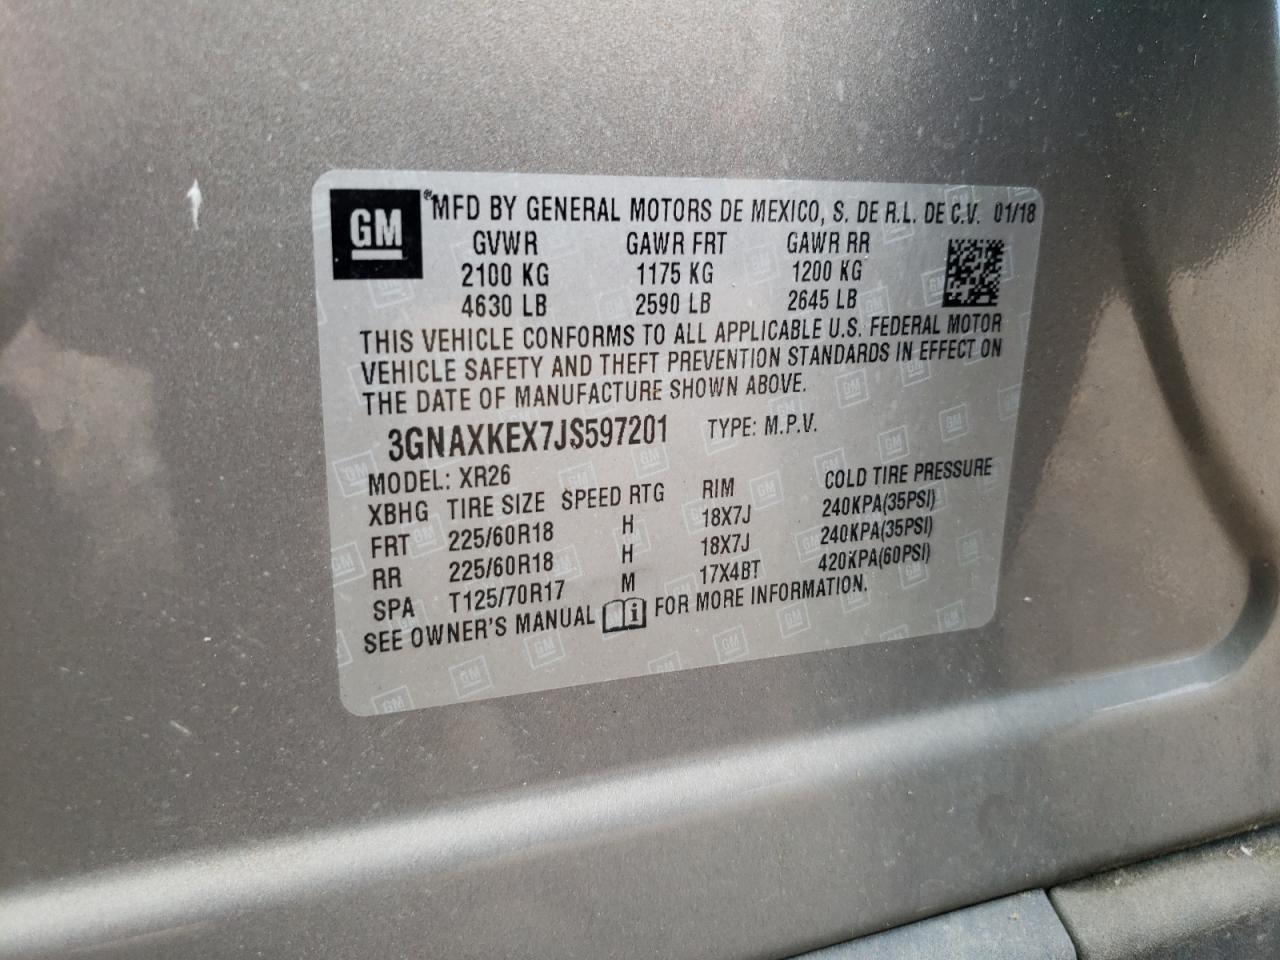 GM ® MFD BY GENERAL MOTORS DE MEXICO, S. DE R.L. DE C.V. 01/18
GVWR GAWR FRT GAWR RR
2100 KG 1175 KG 1200 KG
4630 LB 2590 LB 2645 LB
THIS VEHICLE CONFORMS TO ALL APPLICABLE U.S. FEDERAL MOTOR
VEHICLE SAFETY AND THEFT PREVENTION STANDARDS IN EFFECT ON
THE DATE OF MANUFACTURE SHOWN ABOVE.
3GNAXKEX7JS597201 TYPE: M.P.V.
MODEL: XR26
XBHG TIRE SIZE SPEED RTG RIM COLD TIRE PRESSURE
FRT 225/60R18 H 18X7J 240KPA(35PSI)
RR 225/60R18 H 18X7J 240KPA(35PSI)
SPA T125/70R17 M 17X4BT 420KPA(60PSI)
SEE OWNER'S MANUAL i FOR MORE INFORMATION.